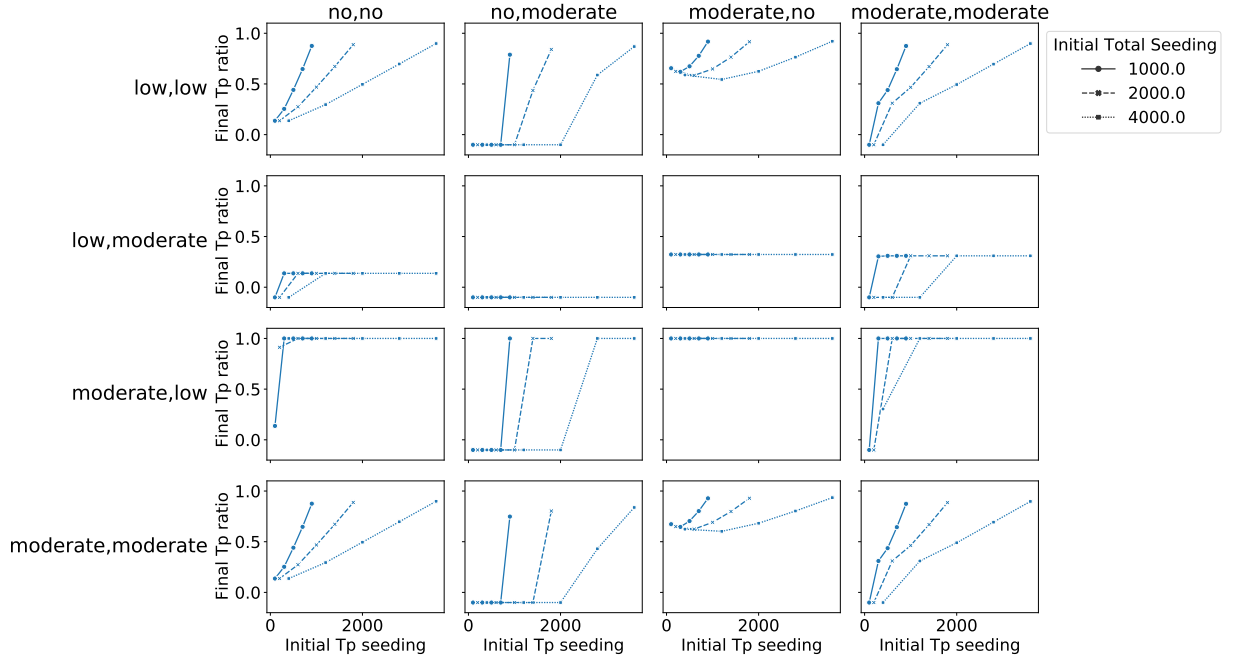 no,no
no,moderate
moderate,no
moderate,moderate
low,low
Final Tp ratio
1.0
0.5
0.0
Initial Total Seeding
1000.0
2000.0
4000.0
low,moderate
Final Tp ratio
1.0
0.5
0.0
moderate,low
Final Tp ratio
1.0
0.5
0.0
moderate,moderate
Final Tp ratio
1.0
0.5
0.0
0 2000
0 2000
0 2000
0 2000
Initial Tp seeding
Initial Tp seeding
Initial Tp seeding
Initial Tp seeding